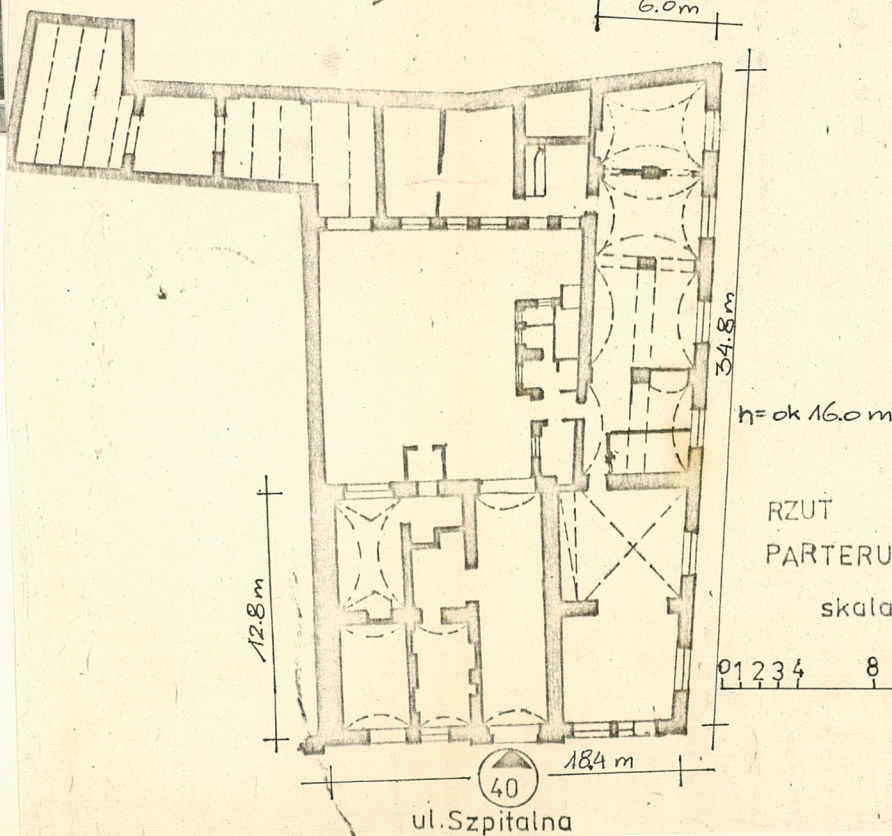 6.0m
34.8m
h= ok 16.0 m
RZUT
PARTERU
skala
12.8m
0 1 2 3 4 8
18.4 m
40
ul. Szpitalna